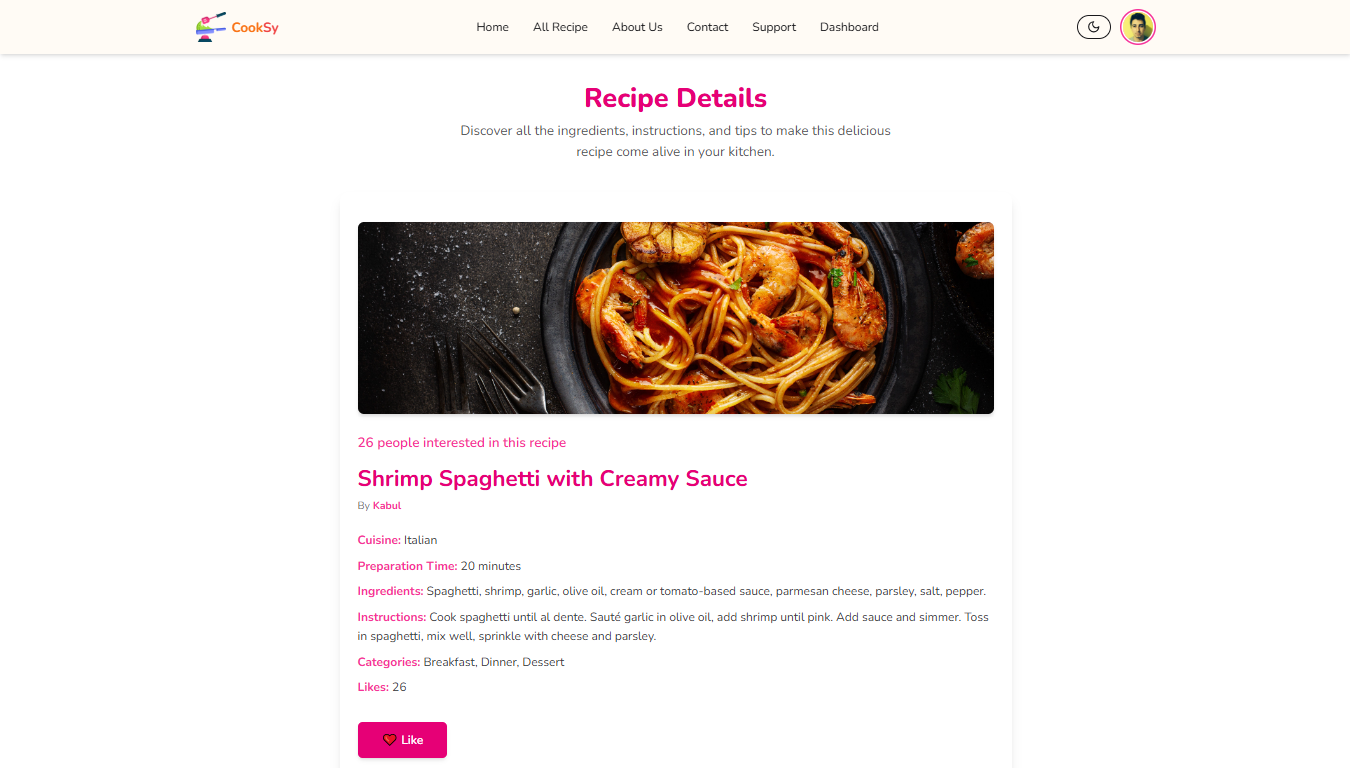 CookSy
Home
All Recipe
About Us
Contact
Support
Dashboard
Recipe Details
Discover all the ingredients, instructions, and tips to make this delicious
recipe come alive in your kitchen.
26 people interested in this recipe
Shrimp Spaghetti with Creamy Sauce
By Kabul
Cuisine: Italian
Preparation Time: 20 minutes
Ingredients: Spaghetti, shrimp, garlic, olive oil, cream or tomato-based sauce, parmesan cheese, parsley, salt, pepper.
Instructions: Cook spaghetti until al dente. Sauté garlic in olive oil, add shrimp until pink. Add sauce and simmer. Toss
in spaghetti, mix well, sprinkle with cheese and parsley.
Categories: Breakfast, Dinner, Dessert
Likes: 26
Like